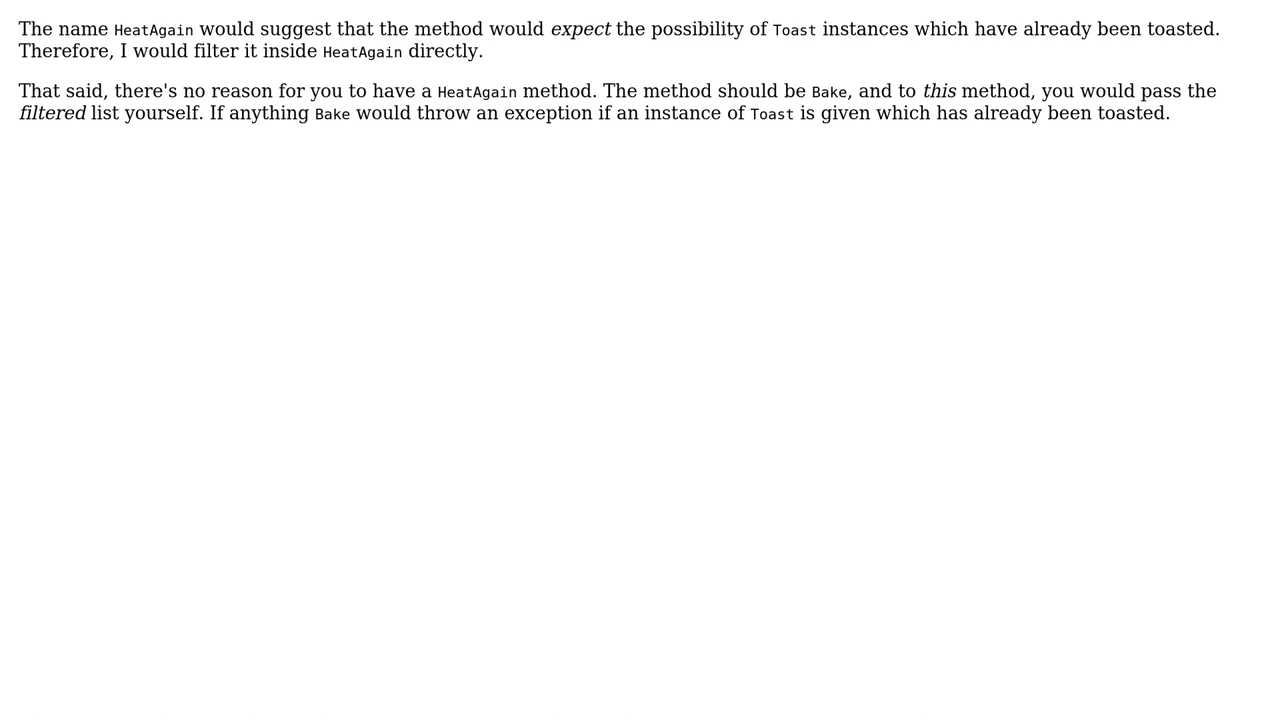 The name HeatAgain would suggest that the method would expect the possibility of Toast instances which have already been toasted.
Therefore, I would filter it inside HeatAgain directly.
That said, there's no reason for you to have a HeatAgain method. The method should be Bake, and to this method, you would pass the
filtered list yourself. If anything Bake would throw an exception if an instance of Toast is given which has already been toasted.